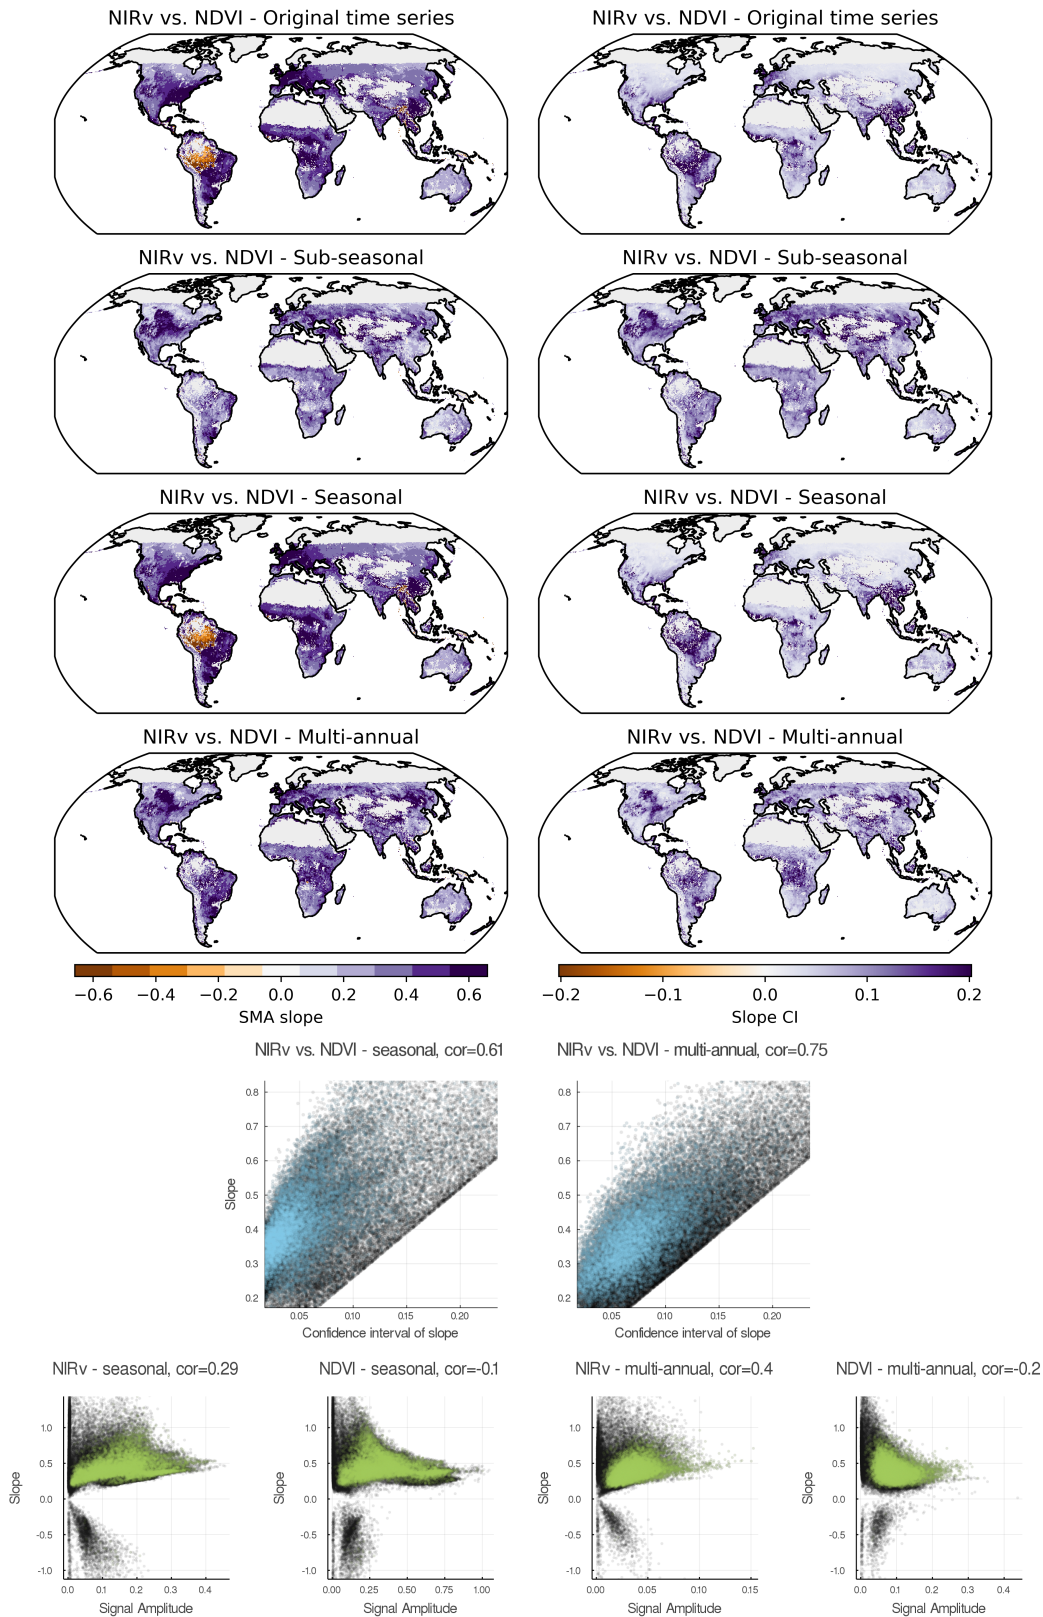 NIRv vs. NDVI - Original time series
NIRv vs. NDVI - Original time series
NIRv vs. NDVI - Sub-seasonal
NIRv vs. NDVI - Sub-seasonal
NIRv vs. NDVI - Seasonal
NIRv vs. NDVI - Seasonal
NIRv vs. NDVI - Multi-annual
NIRv vs. NDVI - Multi-annual
−0.6 −0.4 −0.2 0.0 0.2 0.4 0.6
SMA slope
−0.2 −0.1 0.0 0.1 0.2
Slope CI
NIRv vs. NDVI - seasonal, cor=0.61
0.8
0.7
0.6
0.5
0.4
0.3
0.2
Slope
0.05 0.10 0.15 0.20
Confidence interval of slope
NIRv vs. NDVI - multi-annual, cor=0.75
0.8
0.7
0.6
0.5
0.4
0.3
0.2
0.05 0.10 0.15 0.20
Confidence interval of slope
NIRv - seasonal, cor=0.29
1.0
0.5
0.0
-0.5
-1.0
Slope
0.0 0.1 0.2 0.3 0.4
Signal Amplitude
NDVI - seasonal, cor=-0.1
1.0
0.5
0.0
-0.5
-1.0
Slope
0.00 0.25 0.50 0.75 1.00
Signal Amplitude
NIRv - multi-annual, cor=0.4
1.0
0.5
0.0
-0.5
-1.0
Slope
0.00 0.05 0.10 0.15
Signal Amplitude
NDVI - multi-annual, cor=-0.2
1.0
0.5
0.0
-0.5
-1.0
Slope
0.0 0.1 0.2 0.3 0.4
Signal Amplitude